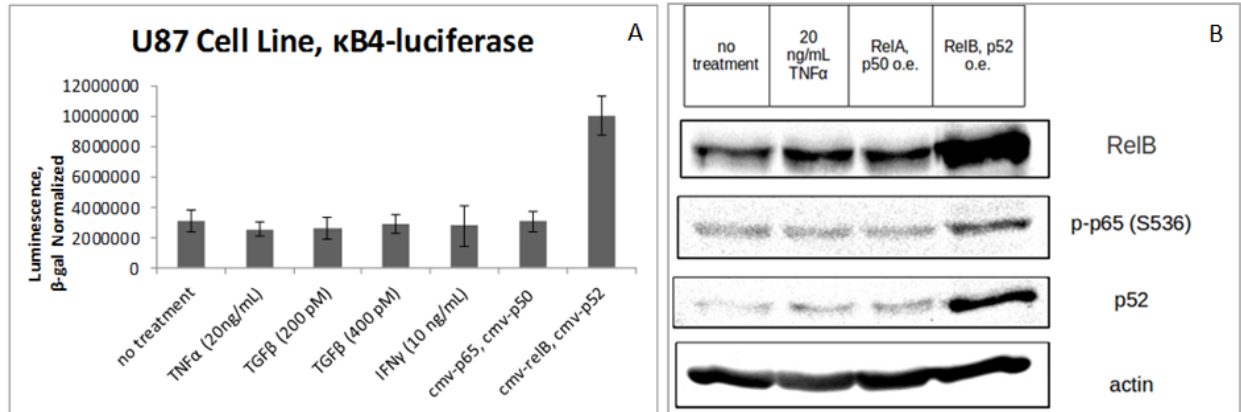 U87 Cell Line, κB4-luciferase
A
Luminescence,
β-gal Normalized
12000000
10000000
8000000
6000000
4000000
2000000
0
no treatment
TNFα (20ng/mL)
TGFβ (200 pM)
TGFβ (400 pM)
IFNγ (10 ng/mL)
cmv-p65, cmv-p50
cmv-relB, cmv-p52
B
no
treatment
20
ng/mL
TNFα
RelA,
p50 o.e.
RelB, p52
o.e.
RelB
p-p65 (S536)
p52
actin